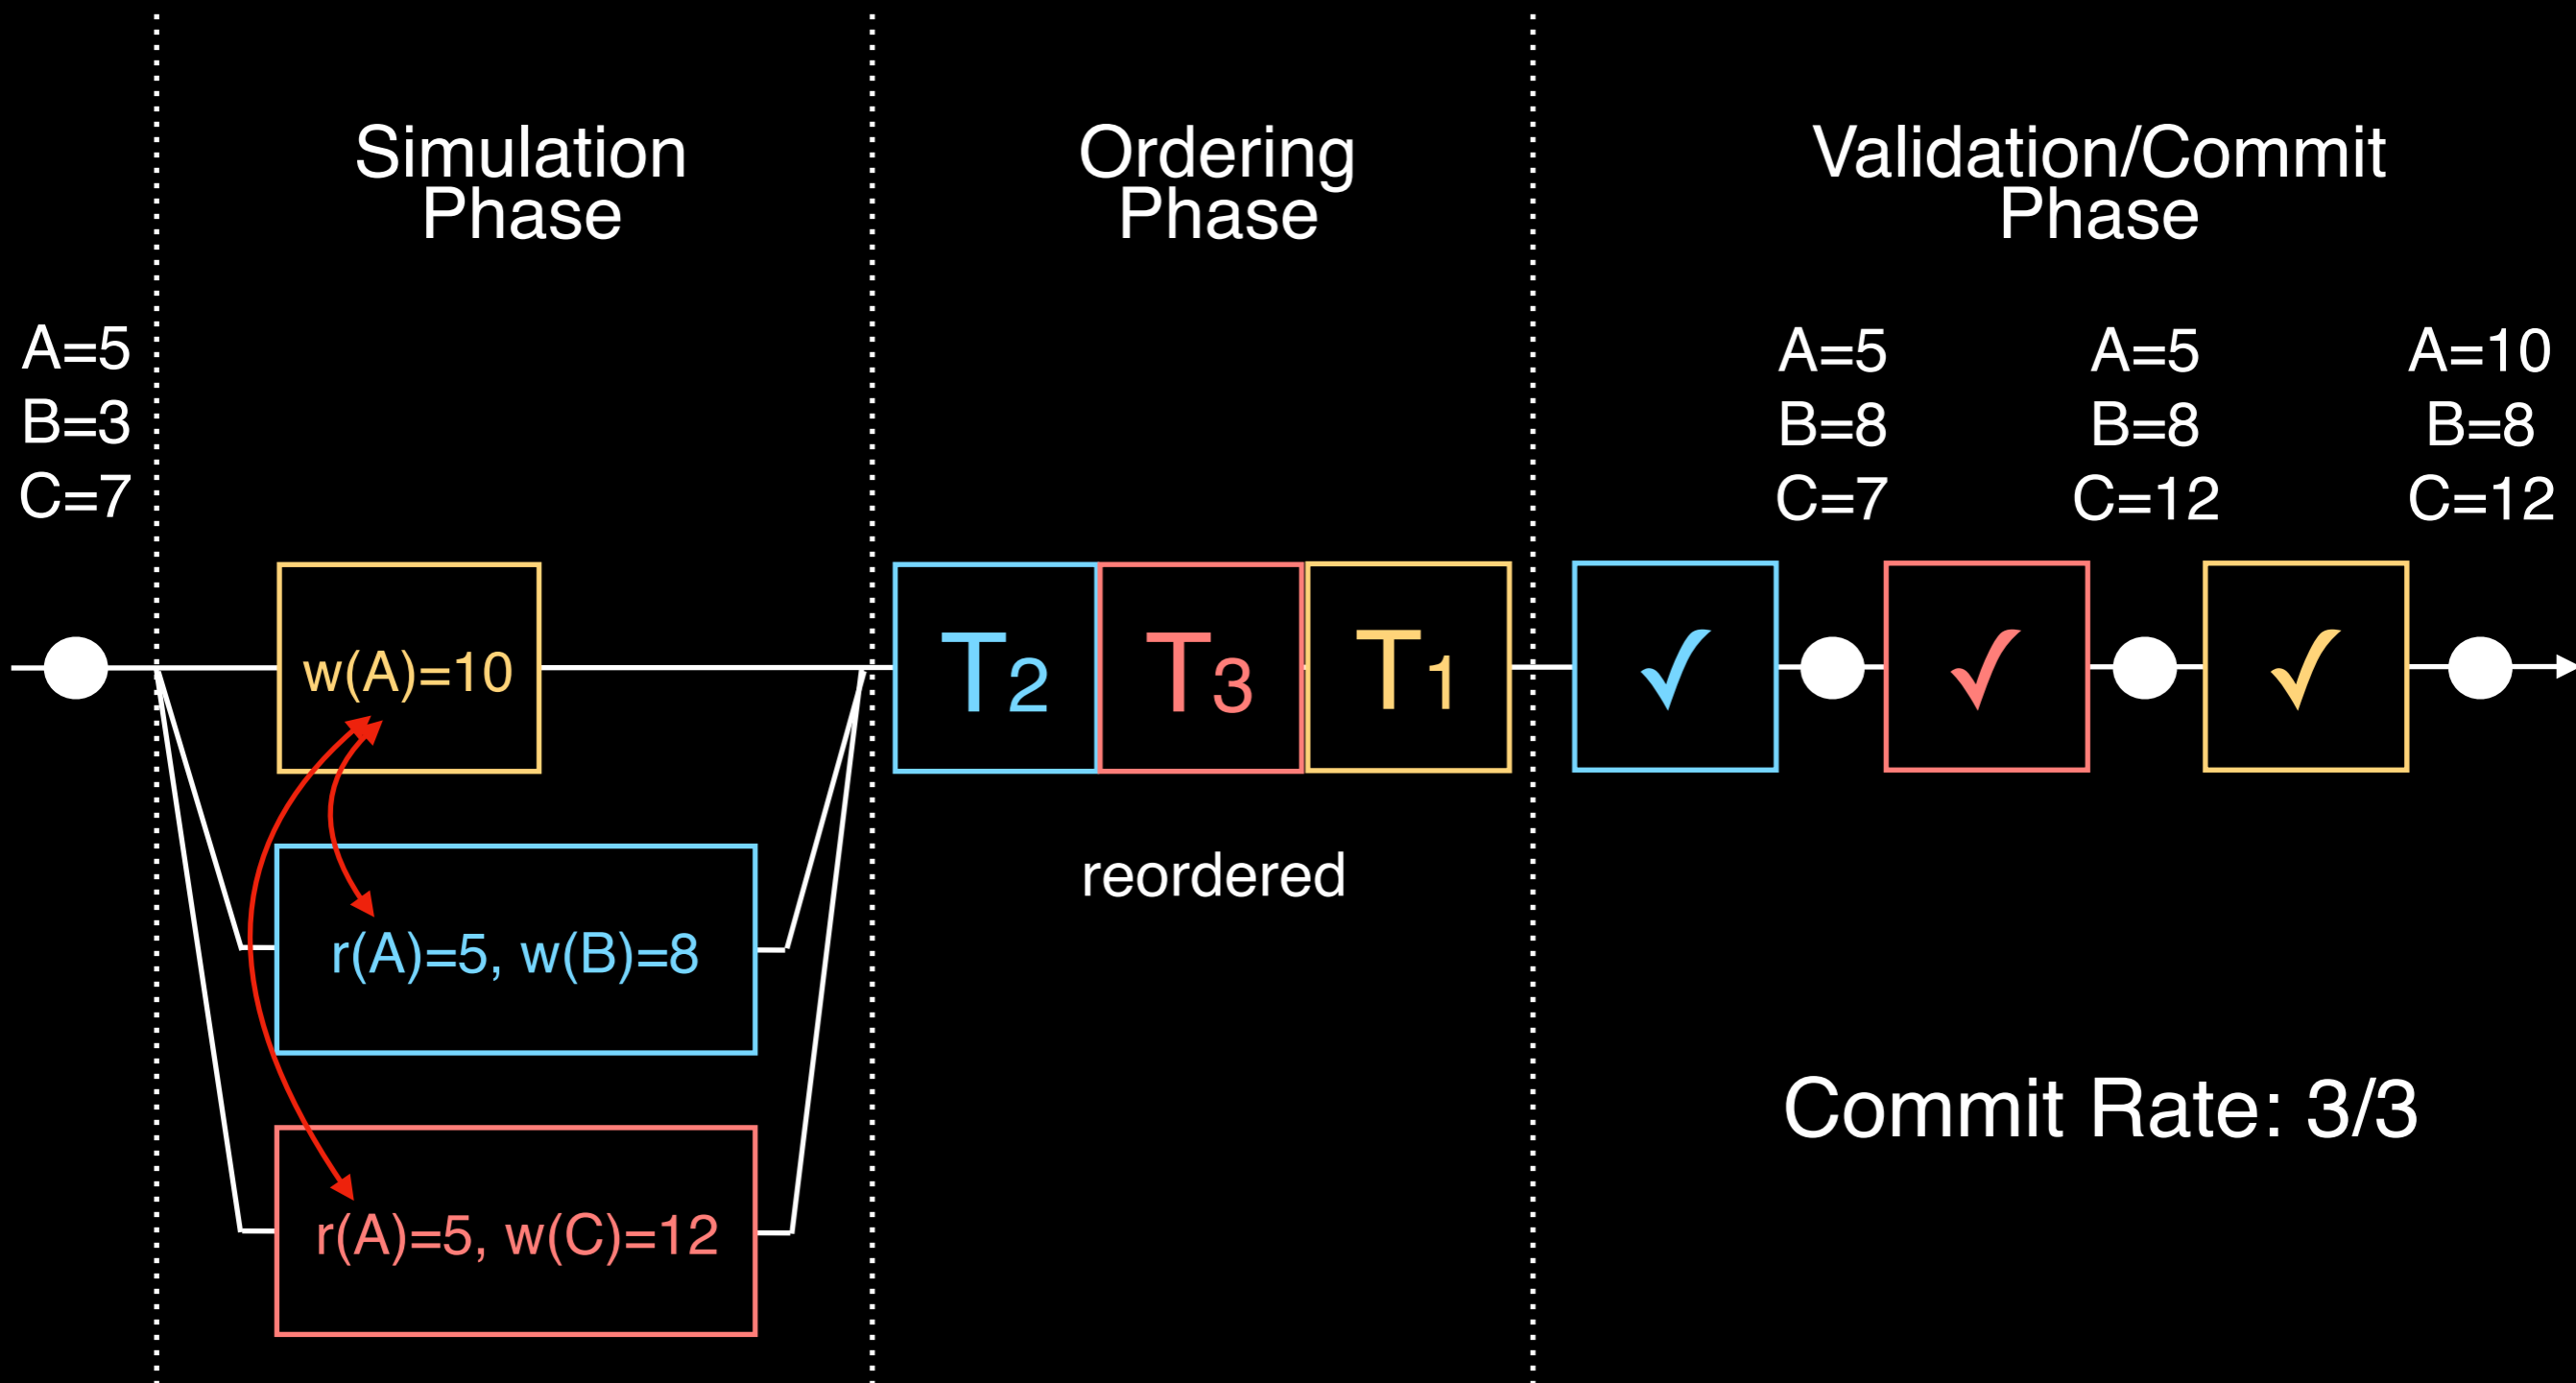 Simulation
Phase
Ordering
Phase
Validation/Commit
Phase
A=5
B=3
C=7
A=5
B=8
C=7
A=5
B=8
C=12
A=10
B=8
C=12
w(A)=10
r(A)=5, w(B)=8
r(A)=5, w(C)=12
T2
T3
T1
reordered
✓
✓
✓
Commit Rate: 3/3